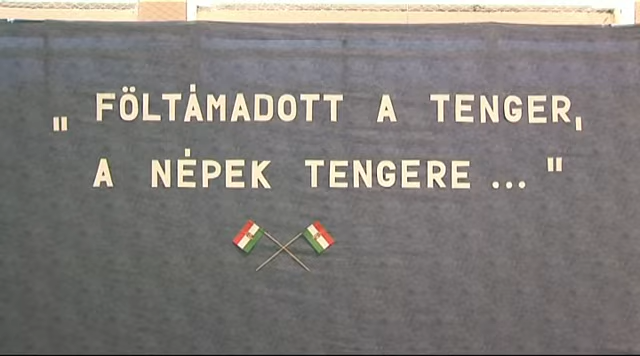 „ FÖLTÁMADOTT A TENGER,
A NÉPEK TENGERE ... "